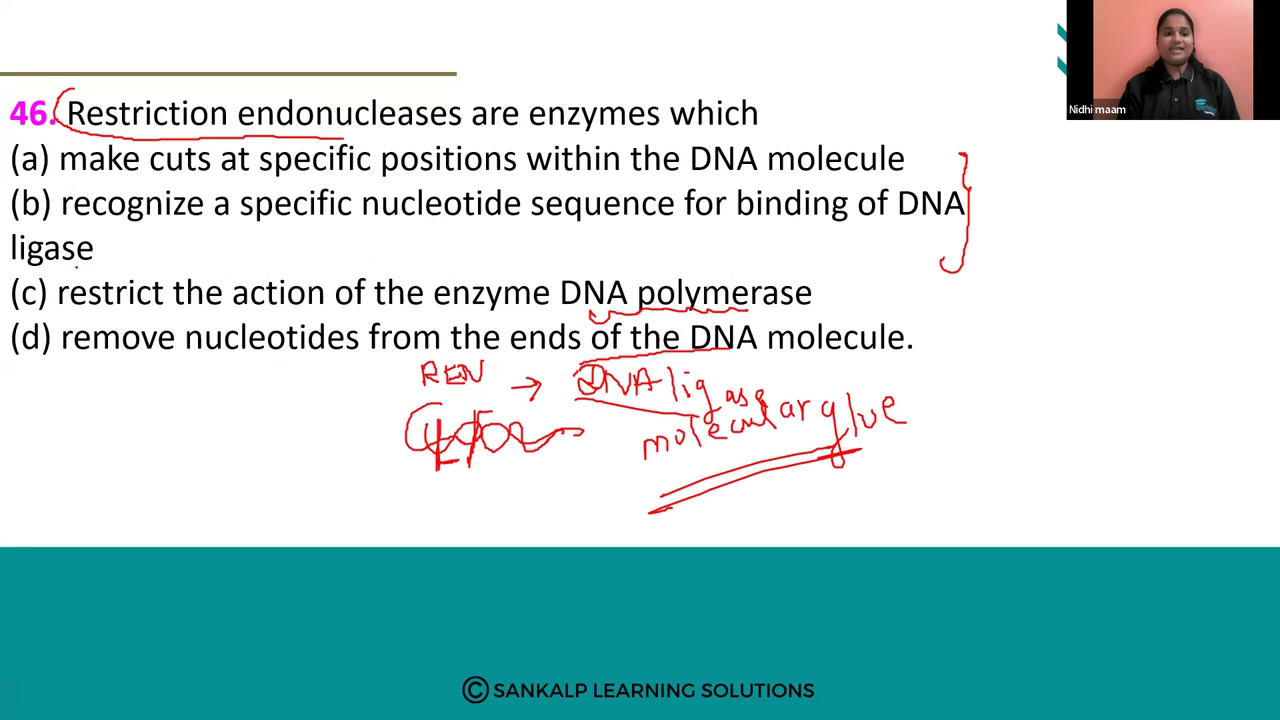 Nidhi maam
46. Restriction endonucleases are enzymes which
(a) make cuts at specific positions within the DNA molecule
(b) recognize a specific nucleotide sequence for binding of DNA
ligase
(c) restrict the action of the enzyme DNA polymerase
(d) remove nucleotides from the ends of the DNA molecule.
REN → DNA ligase
molecular glue
© SANKALP LEARNING SOLUTIONS